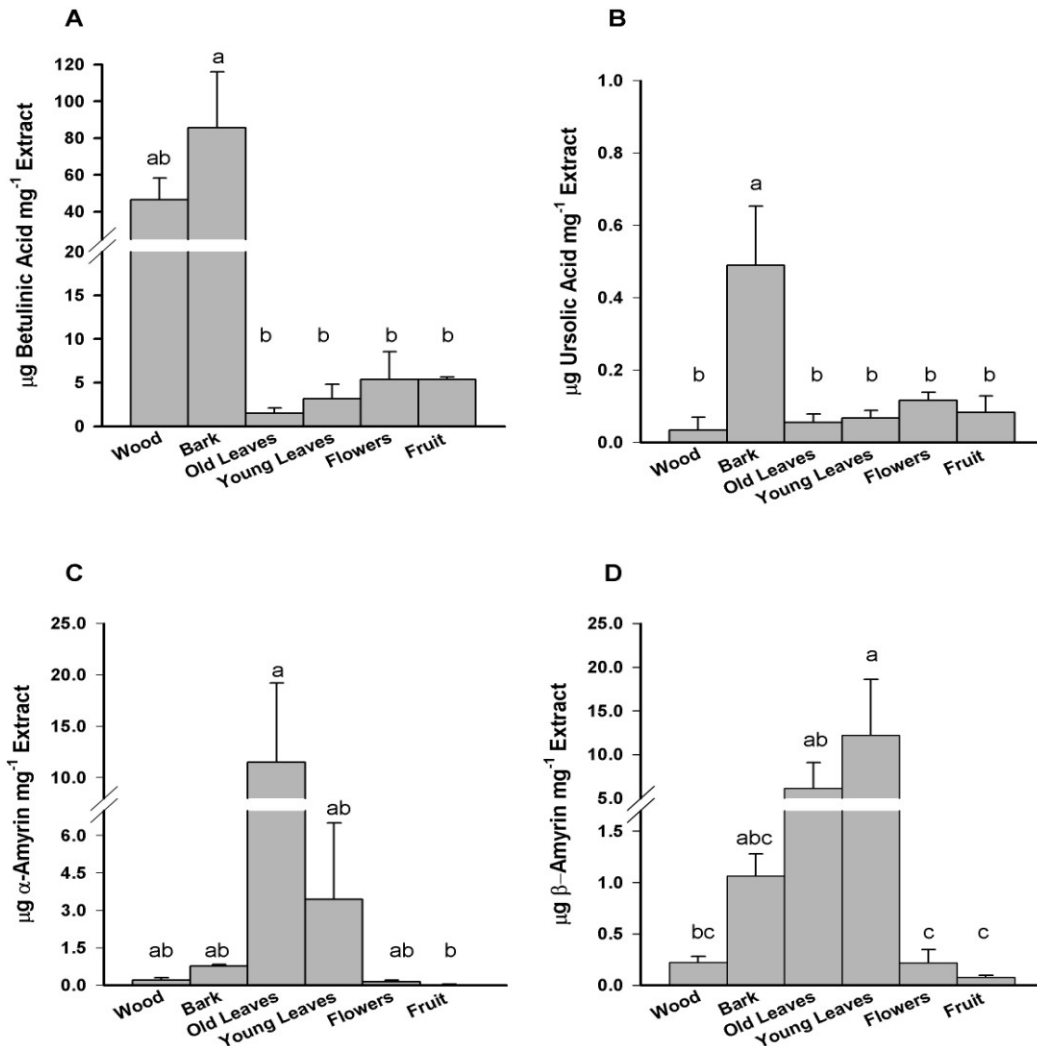 A
µg Betulinic Acid mg-1 Extract
120
100
80
60
40
20
15
10
5
0
ab
a
b
b
b
b
Wood
Bark
Old Leaves
Young Leaves
Flowers
Fruit
B
µg Ursolic Acid mg-1 Extract
1.0
0.8
0.6
0.4
0.2
0.0
b
a
b
b
b
b
Wood
Bark
Old Leaves
Young Leaves
Flowers
Fruit
C
µg α-Amyrin mg-1 Extract
25.0
20.0
15.0
10.0
6.0
4.5
3.0
1.5
0.0
ab
ab
a
ab
ab
b
Wood
Bark
Old Leaves
Young Leaves
Flowers
Fruit
D
µg β-Amyrin mg-1 Extract
25.0
20.0
15.0
10.0
5.0
1.5
1.0
0.5
0.0
bc
abc
ab
a
c
c
Wood
Bark
Old Leaves
Young Leaves
Flowers
Fruit